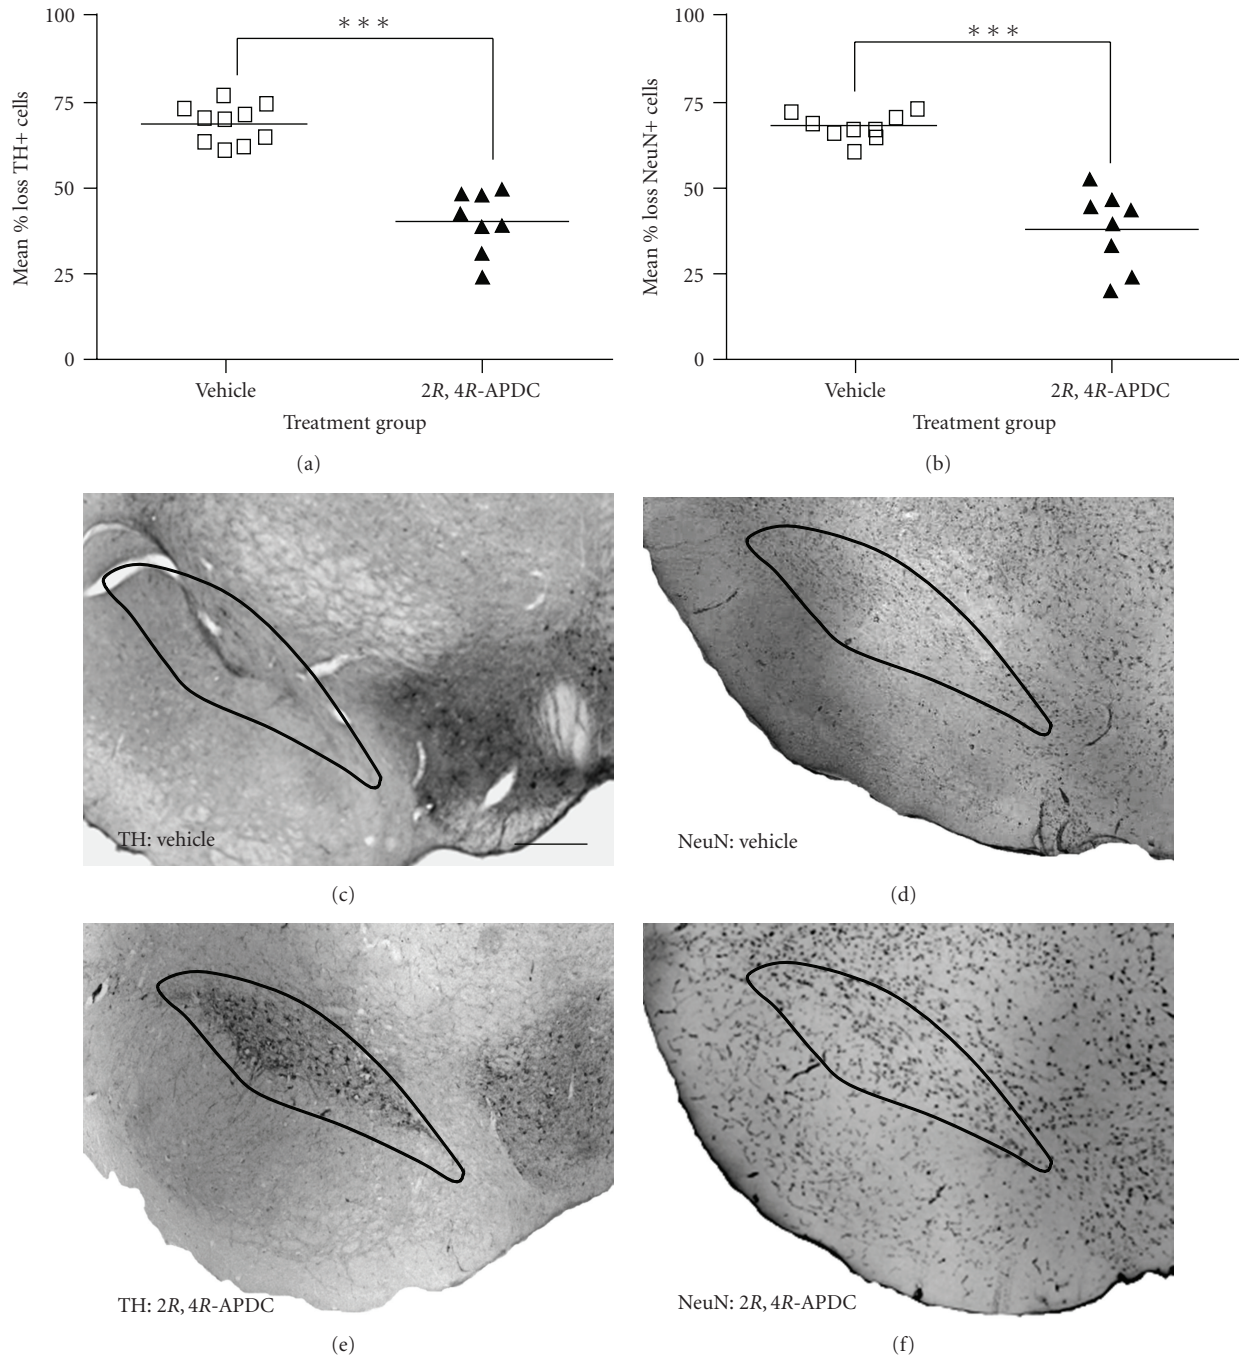 100
75
50
25
0
Mean % loss TH+ cells
∗∗∗
Vehicle
2R, 4R-APDC
Treatment group
(a)
100
75
50
25
0
Mean % loss NeuN+ cells
∗∗∗
Vehicle
2R, 4R-APDC
Treatment group
(b)
TH: vehicle
(c)
NeuN: vehicle
(d)
TH: 2R, 4R-APDC
(e)
NeuN: 2R, 4R-APDC
(f)